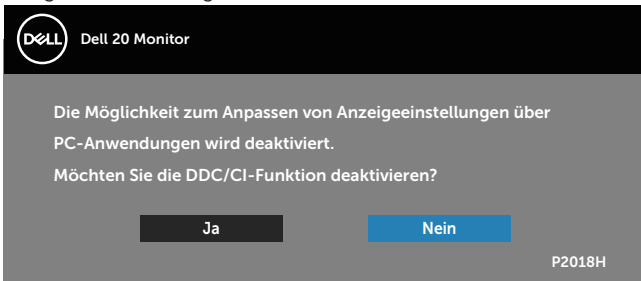 DELL Dell 20 Monitor
Die Möglichkeit zum Anpassen von Anzeigeeinstellungen über
PC-Anwendungen wird deaktiviert.
Möchten Sie die DDC/CI-Funktion deaktivieren?
Ja Nein
P2018H